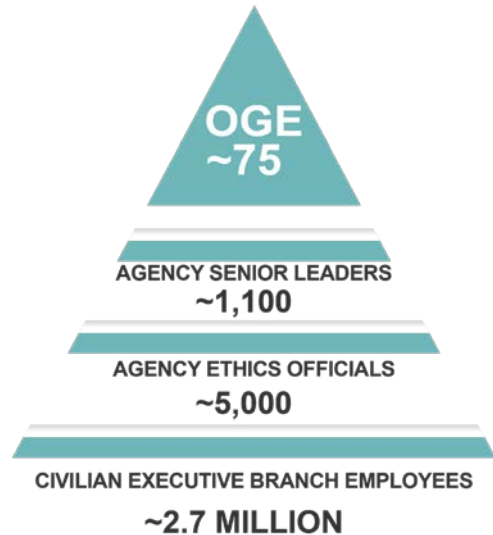 OGE
~75
AGENCY SENIOR LEADERS
~1,100
AGENCY ETHICS OFFICIALS
~5,000
CIVILIAN EXECUTIVE BRANCH EMPLOYEES
~2.7 MILLION